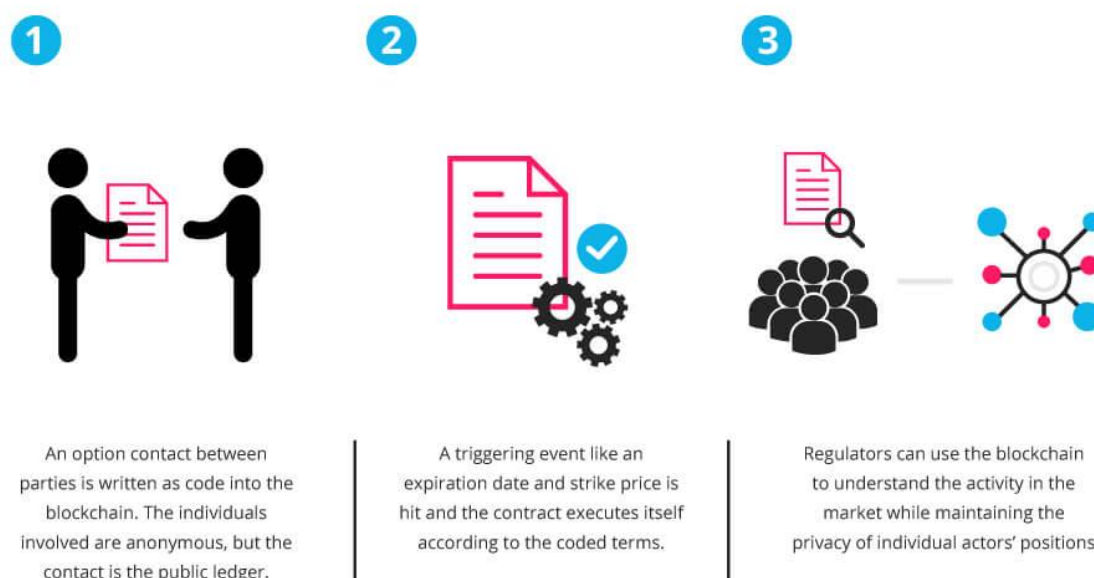 1
An option contact between
parties is written as code into the
blockchain. The individuals
involved are anonymous, but the
contact is the public ledger.
2
A triggering event like an
expiration date and strike price is
hit and the contract executes itself
according to the coded terms.
3
Regulators can use the blockchain
to understand the activity in the
market while maintaining the
privacy of individual actors' positions